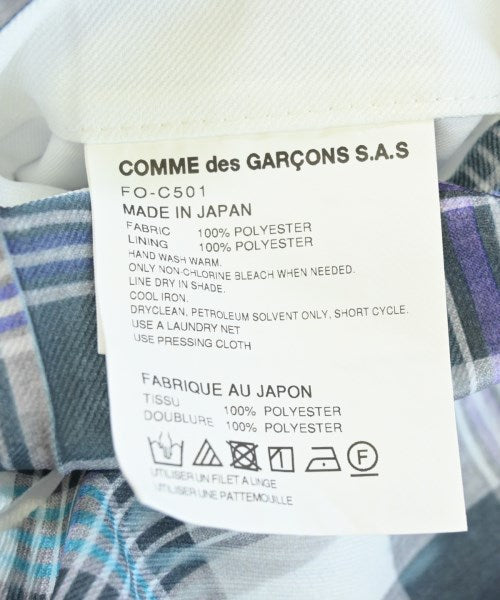 COMME des GARÇONS S.A.S
FO-C501
MADE IN JAPAN
FABRIC 100% POLYESTER
LINING 100% POLYESTER
HAND WASH WARM.
ONLY NON-CHLORINE BLEACH WHEN NEEDED.
LINE DRY IN SHADE.
COOL IRON.
DRYCLEAN, PETROLEUM SOLVENT ONLY, SHORT CYCLE.
USE A LAUNDRY NET
USE PRESSING CLOTH
FABRIQUE AU JAPON
TISSU 100% POLYESTER
DOUBLURE 100% POLYESTER
F
UTILISER UN FILET A LINGE
UTILISER UNE PATTEMOUILLE